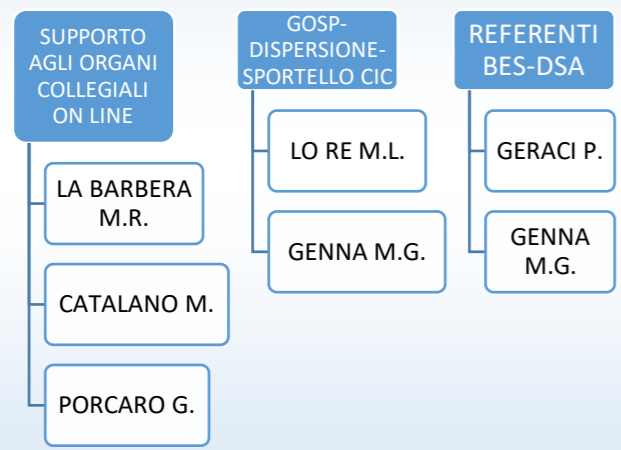 SUPPORTO
AGLI ORGANI
COLLEGIALI
ON LINE
LA BARBERA
M.R.
CATALANO M.
PORCARO G.
GOSP-
DISPERSIONE-
SPORTELLO CIC
LO RE M.L.
GENNA M.G.
REFERENTI
BES-DSA
GERACI P.
GENNA
M.G.